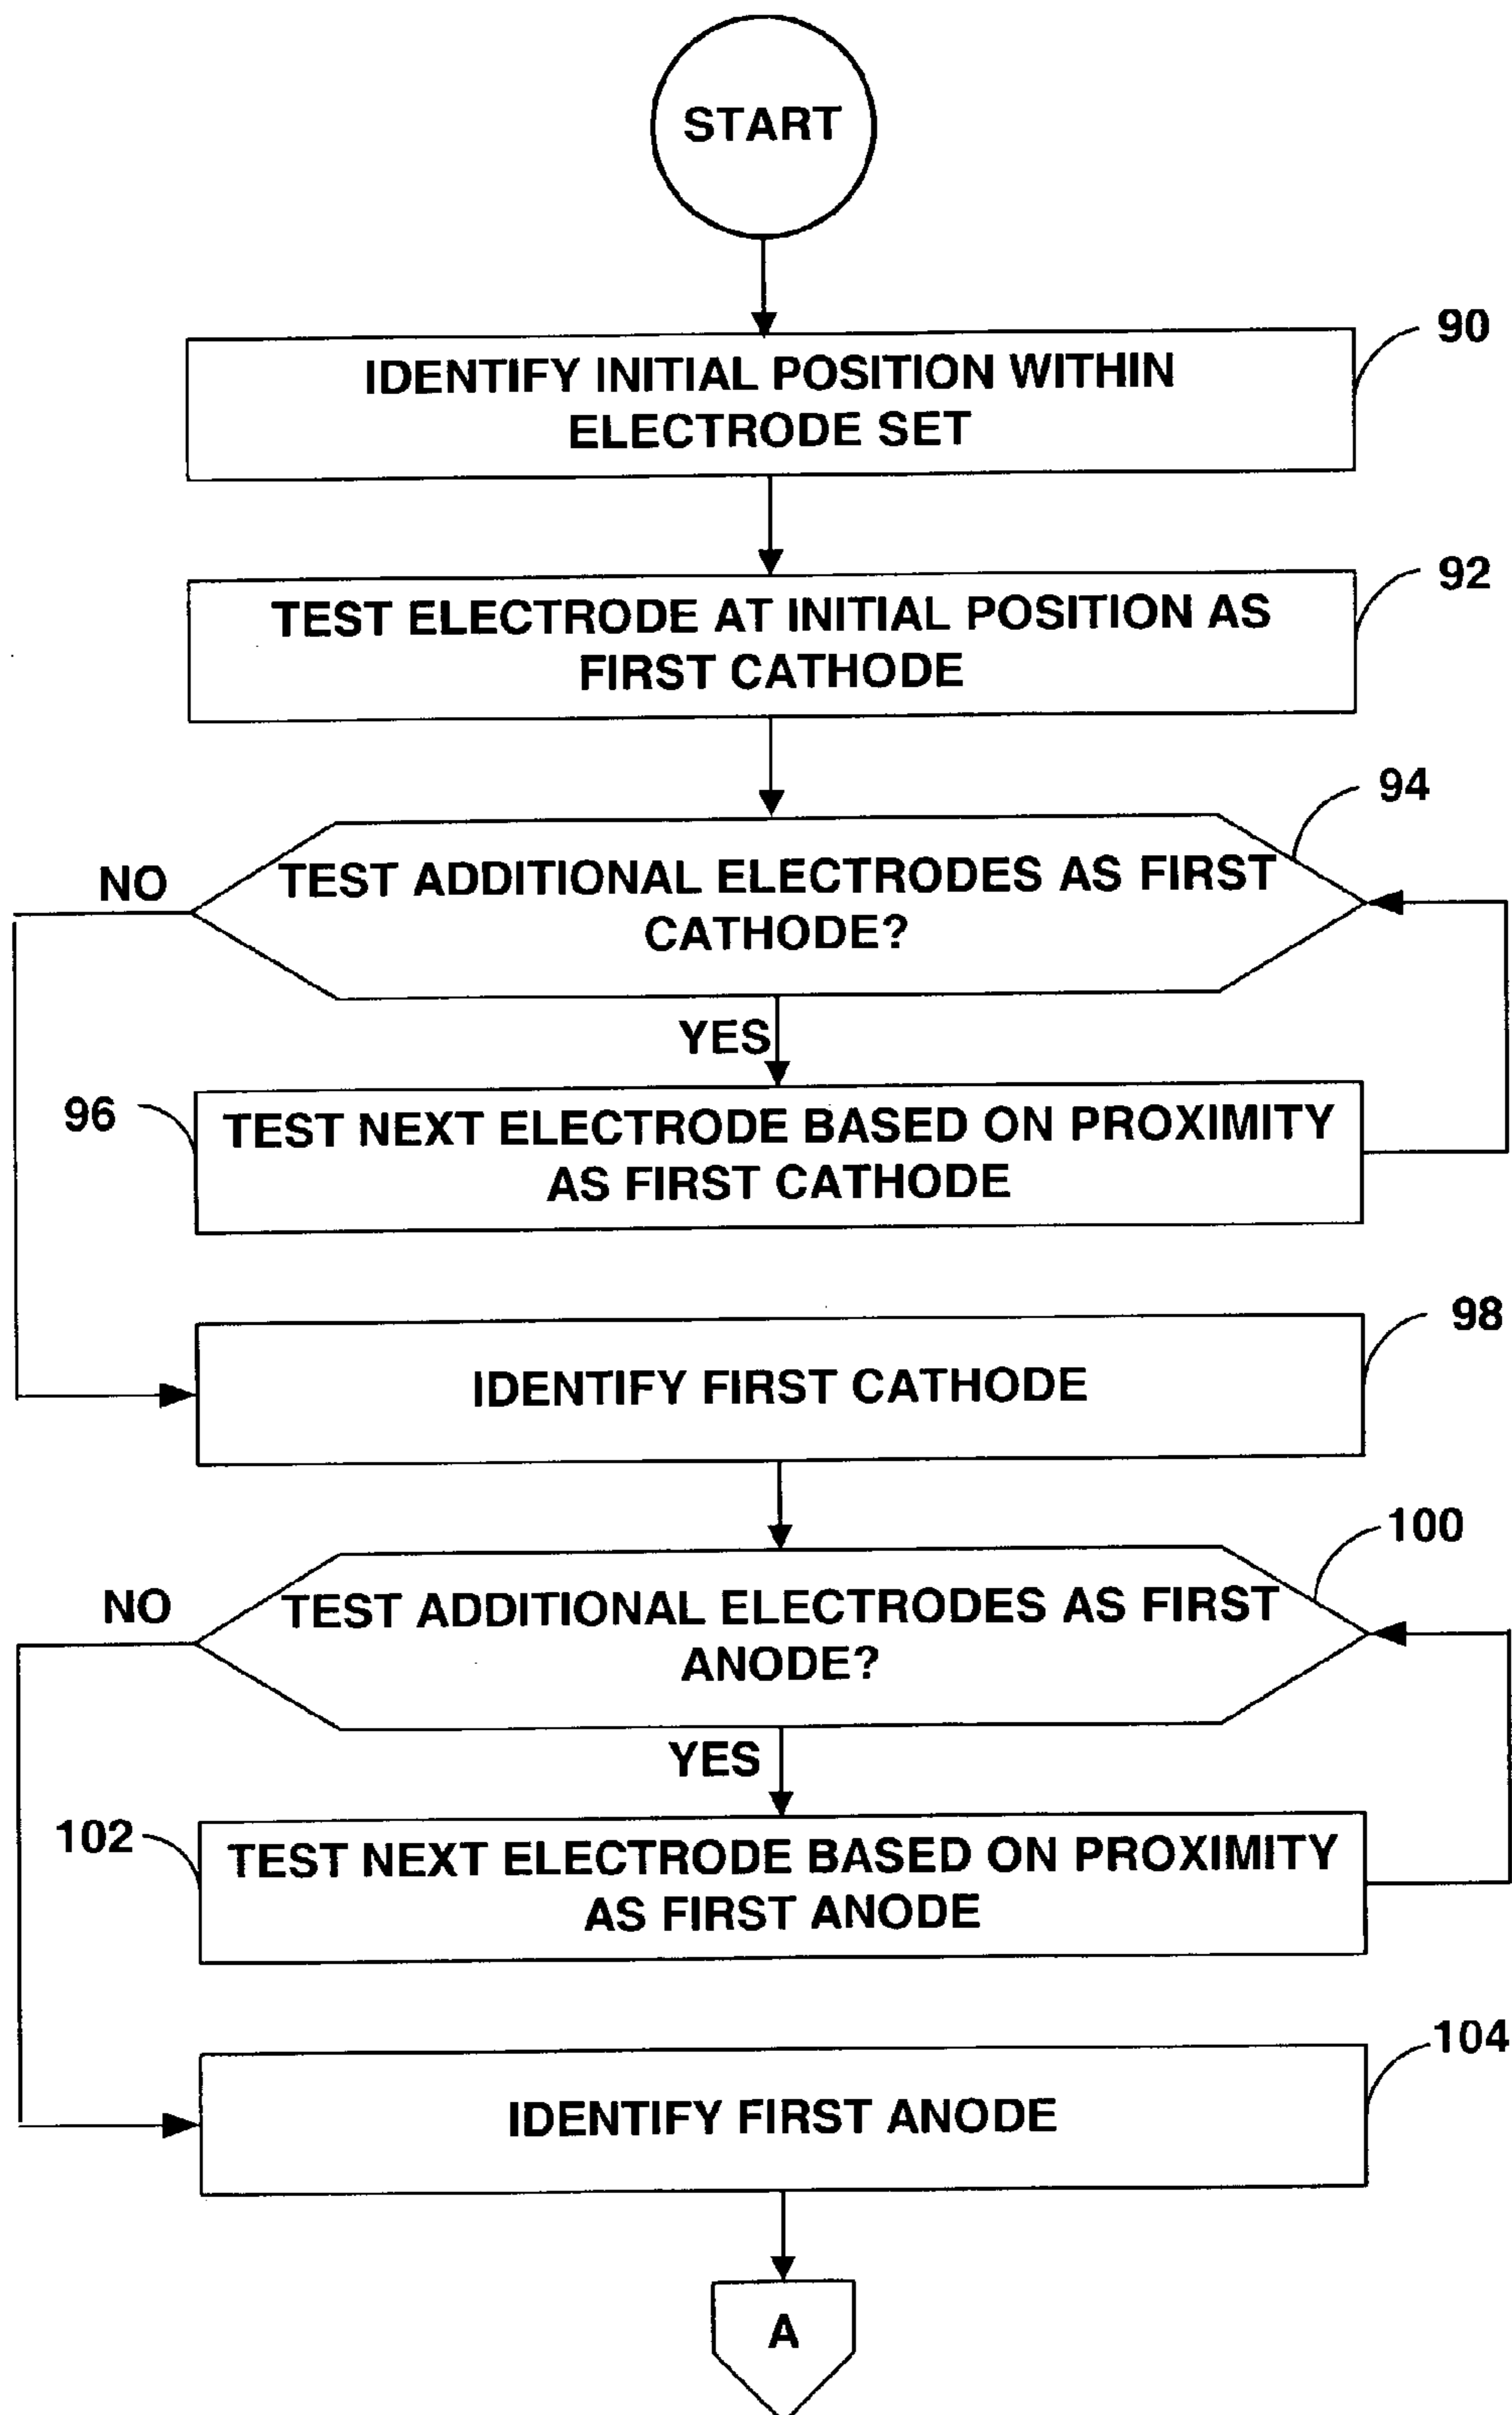 START
90
IDENTIFY INITIAL POSITION WITHIN
ELECTRODE SET
92
TEST ELECTRODE AT INITIAL POSITION AS
FIRST CATHODE
94
NO
TEST ADDITIONAL ELECTRODES AS FIRST
CATHODE?
YES
96
TEST NEXT ELECTRODE BASED ON PROXIMITY
AS FIRST CATHODE
98
IDENTIFY FIRST CATHODE
100
NO
TEST ADDITIONAL ELECTRODES AS FIRST
ANODE?
YES
102
TEST NEXT ELECTRODE BASED ON PROXIMITY
AS FIRST ANODE
104
IDENTIFY FIRST ANODE
A